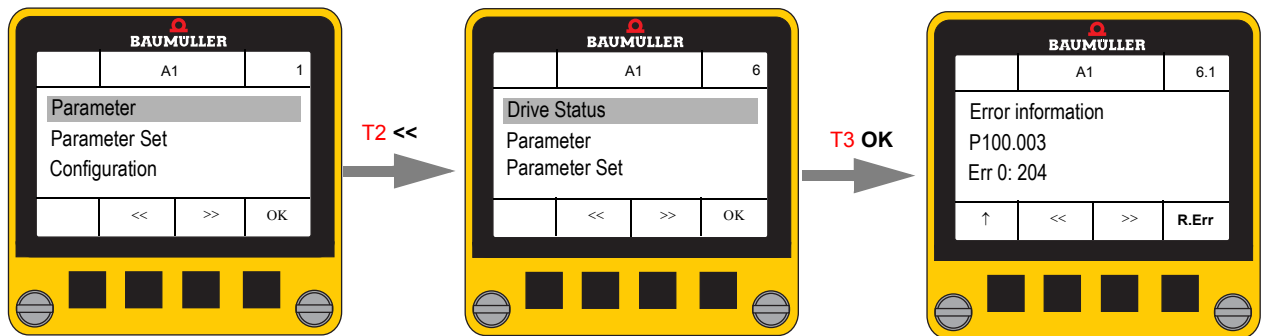 BAUMÜLLER
A1 1
Parameter
Parameter Set
Configuration
<< >> OK
T2 <<
BAUMÜLLER
A1 6
Drive Status
Parameter
Parameter Set
<< >> OK
T3 OK
BAUMÜLLER
A1 6.1
Error information
P100.003
Err 0: 204
↑ << >> R.Err